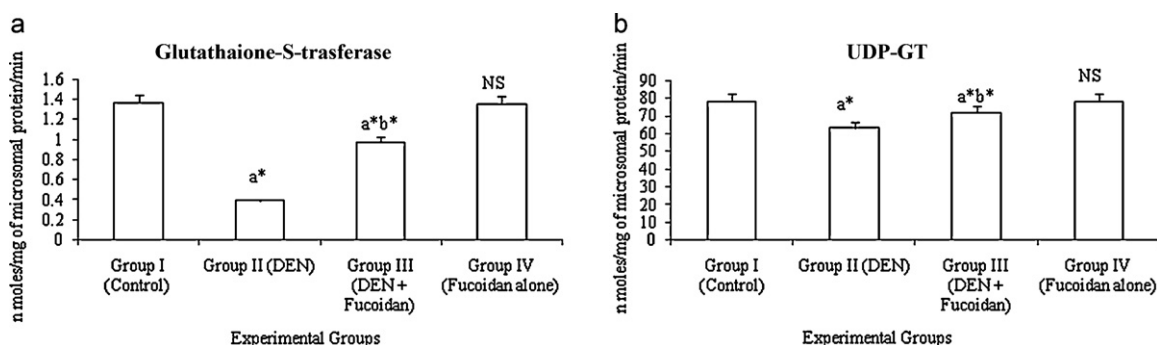 a
Glutathaione-S-trasferase
n moles/mg of microsomal protein/min
1.6
1.4
1.2
1
0.8
0.6
0.4
0.2
0
a*
a*b*
NS
Group I
(Control)
Group II (DEN)
Group III
(DEN+
Fucoidan)
Group IV
(Fucoidan alone)
Experimental Groups
b
UDP-GT
n moles/mg of microsomal protein/min
90
80
70
60
50
40
30
20
10
0
a*
a*b*
NS
Group I
(Control)
Group II (DEN)
Group III
(DEN+
Fucoidan)
Group IV
(Fucoidan alone)
Experimental Groups